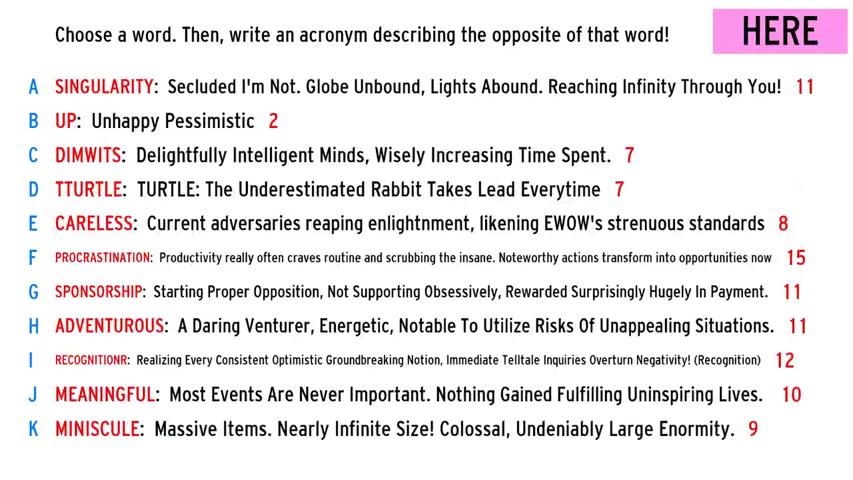 Choose a word. Then, write an acronym describing the opposite of that word!
HERE
A SINGULARITY: Secluded I'm Not. Globe Unbound, Lights Abound. Reaching Infinity Through You! 11
B UP: Unhappy Pessimistic 2
C DIMWITS: Delightfully Intelligent Minds, Wisely Increasing Time Spent. 7
D TTURTLE: TURTLE: The Underestimated Rabbit Takes Lead Everytime 7
E CARELESS: Current adversaries reaping enlightnment, likening EWOW's strenuous standards 8
F PROCRASTINATION: Productivity really often craves routine and scrubbing the insane. Noteworthy actions transform into opportunities now 15
G SPONSORSHIP: Starting Proper Opposition, Not Supporting Obsessively, Rewarded Surprisingly Hugely In Payment. 11
H ADVENTUROUS: A Daring Venturer, Energetic, Notable To Utilize Risks Of Unappealing Situations. 11
I RECOGNITIONR: Realizing Every Consistent Optimistic Groundbreaking Notion, Immediate Telltale Inquiries Overturn Negativity! (Recognition) 12
J MEANINGFUL: Most Events Are Never Important. Nothing Gained Fulfilling Uninspiring Lives. 10
K MINISCULE: Massive Items. Nearly Infinite Size! Colossal, Undeniably Large Enormity. 9